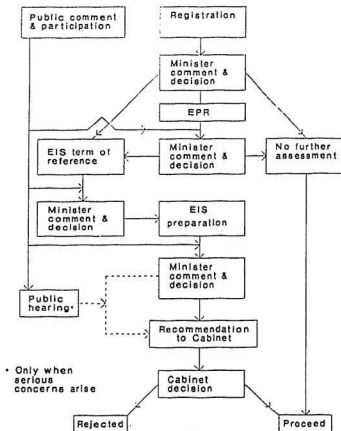 Public comment
& participation
Registration
Minister
comment &
decision
EPR
EIS term of
reference
Minister
comment &
decision
No further
assessment
Minister
comment &
decision
EIS
preparation
Minister
comment &
decision
Public
hearing*
Recommendation
to Cabinet
* Only when
serious
concerns arise
Cabinet
decision
Rejected
Proceed